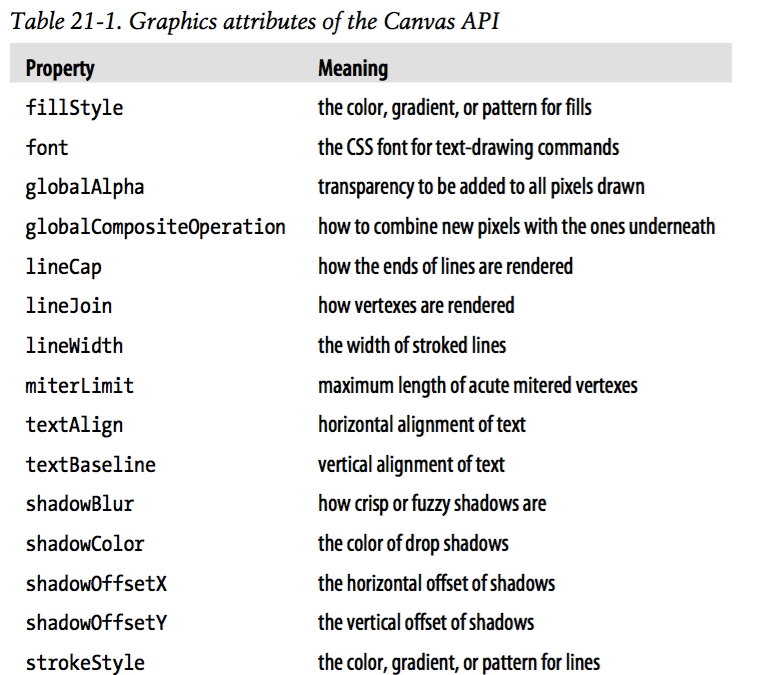 Table 21-1. Graphics attributes of the Canvas API
Property Meaning
fillStyle the color, gradient, or pattern for fills
font the CSS font for text-drawing commands
globalAlpha transparency to be added to all pixels drawn
globalCompositeOperation how to combine new pixels with the ones underneath
lineCap how the ends of lines are rendered
lineJoin how vertexes are rendered
lineWidth the width of stroked lines
miterLimit maximum length of acute mitered vertexes
textAlign horizontal alignment of text
textBaseline vertical alignment of text
shadowBlur how crisp or fuzzy shadows are
shadowColor the color of drop shadows
shadowOffsetX the horizontal offset of shadows
shadowOffsetY the vertical offset of shadows
strokeStyle the color, gradient, or pattern for lines